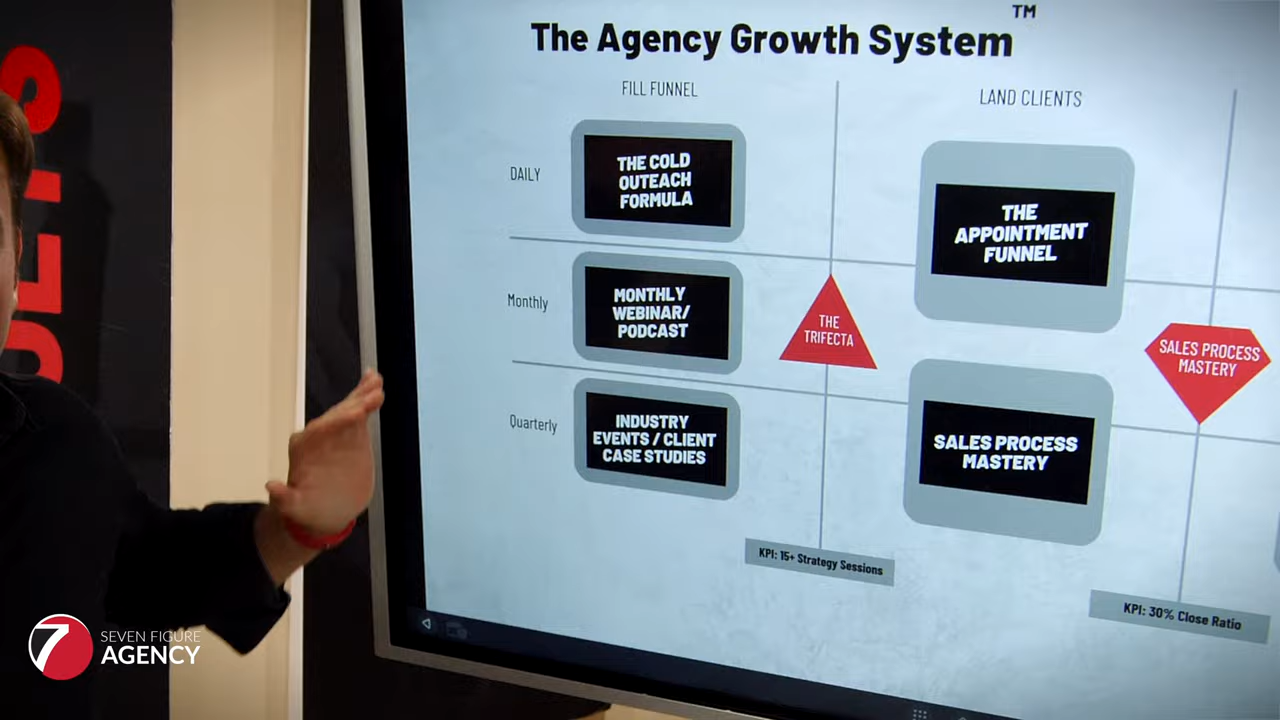 The Agency Growth System™
FILL FUNNEL
LAND CLIENTS
DAILY
THE COLD
OUTEACH
FORMULA
THE
APPOINTMENT
FUNNEL
Monthly
MONTHLY
WEBINAR/
PODCAST
THE
TRIFECTA
SALES PROCESS
MASTERY
Quarterly
INDUSTRY
EVENTS / CLIENT
CASE STUDIES
SALES PROCESS
MASTERY
KPI: 15+ Strategy Sessions
KPI: 30% Close Ratio
7
SEVEN FIGURE
AGENCY